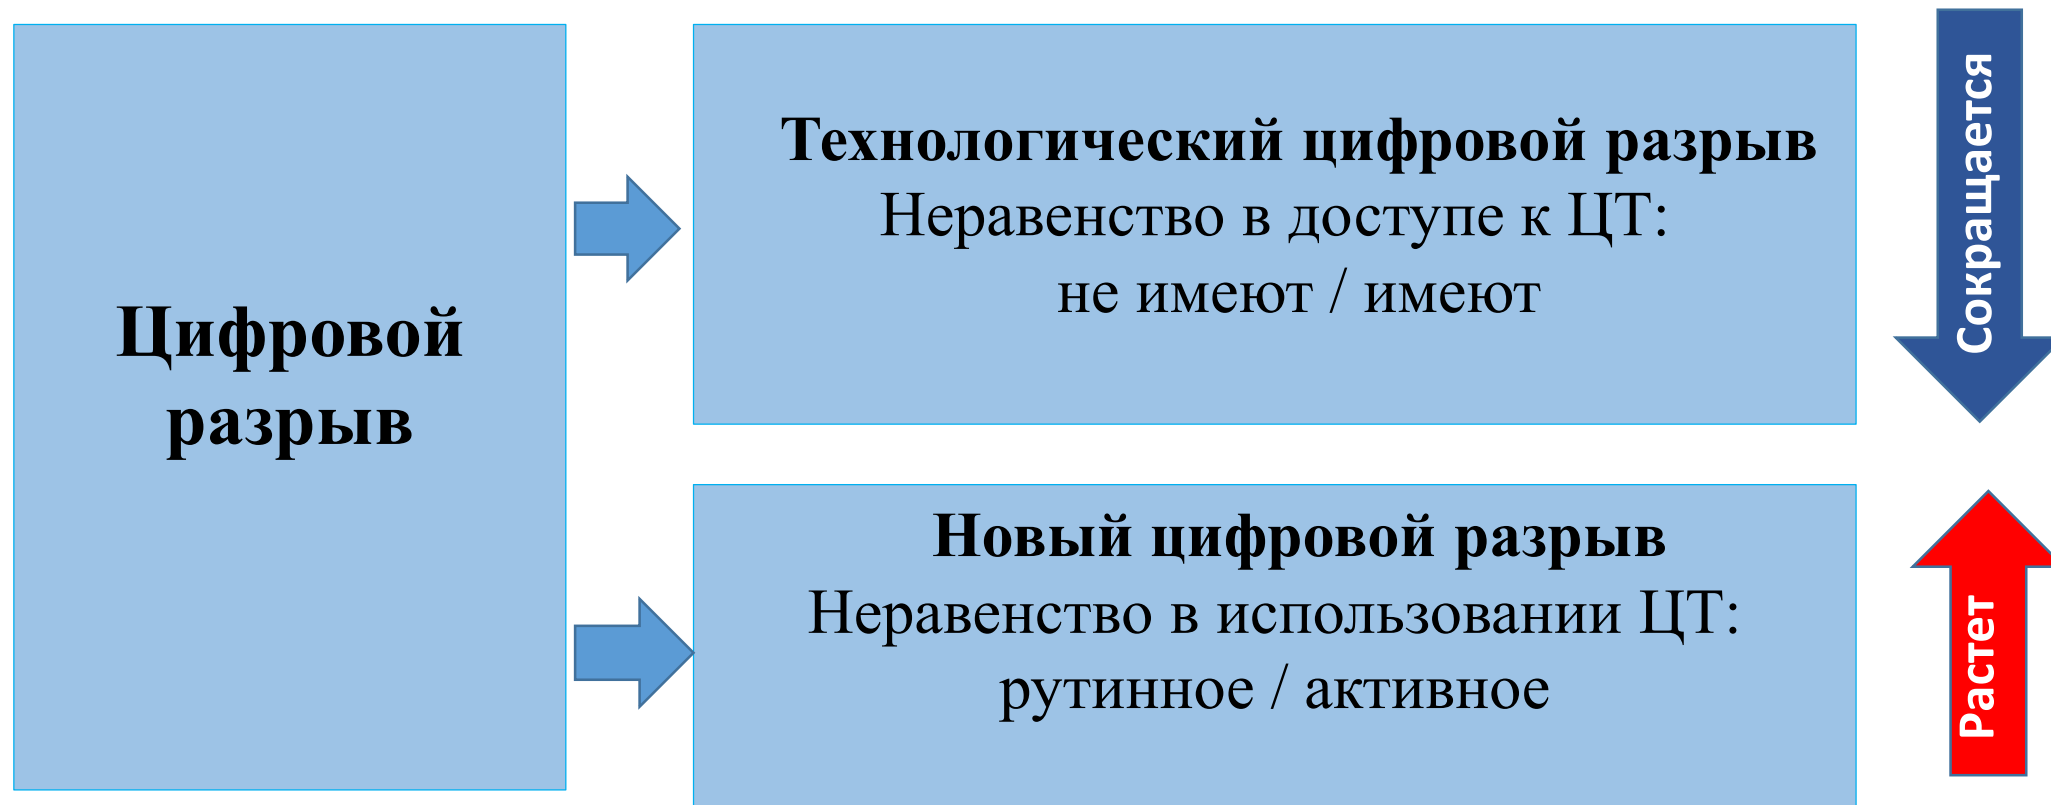 Цифровой
разрыв
Технологический цифровой разрыв
Неравенство в доступе к ЦТ:
не имеют / имеют
Сокращается
Новый цифровой разрыв
Неравенство в использовании ЦТ:
рутинное / активное
Растет